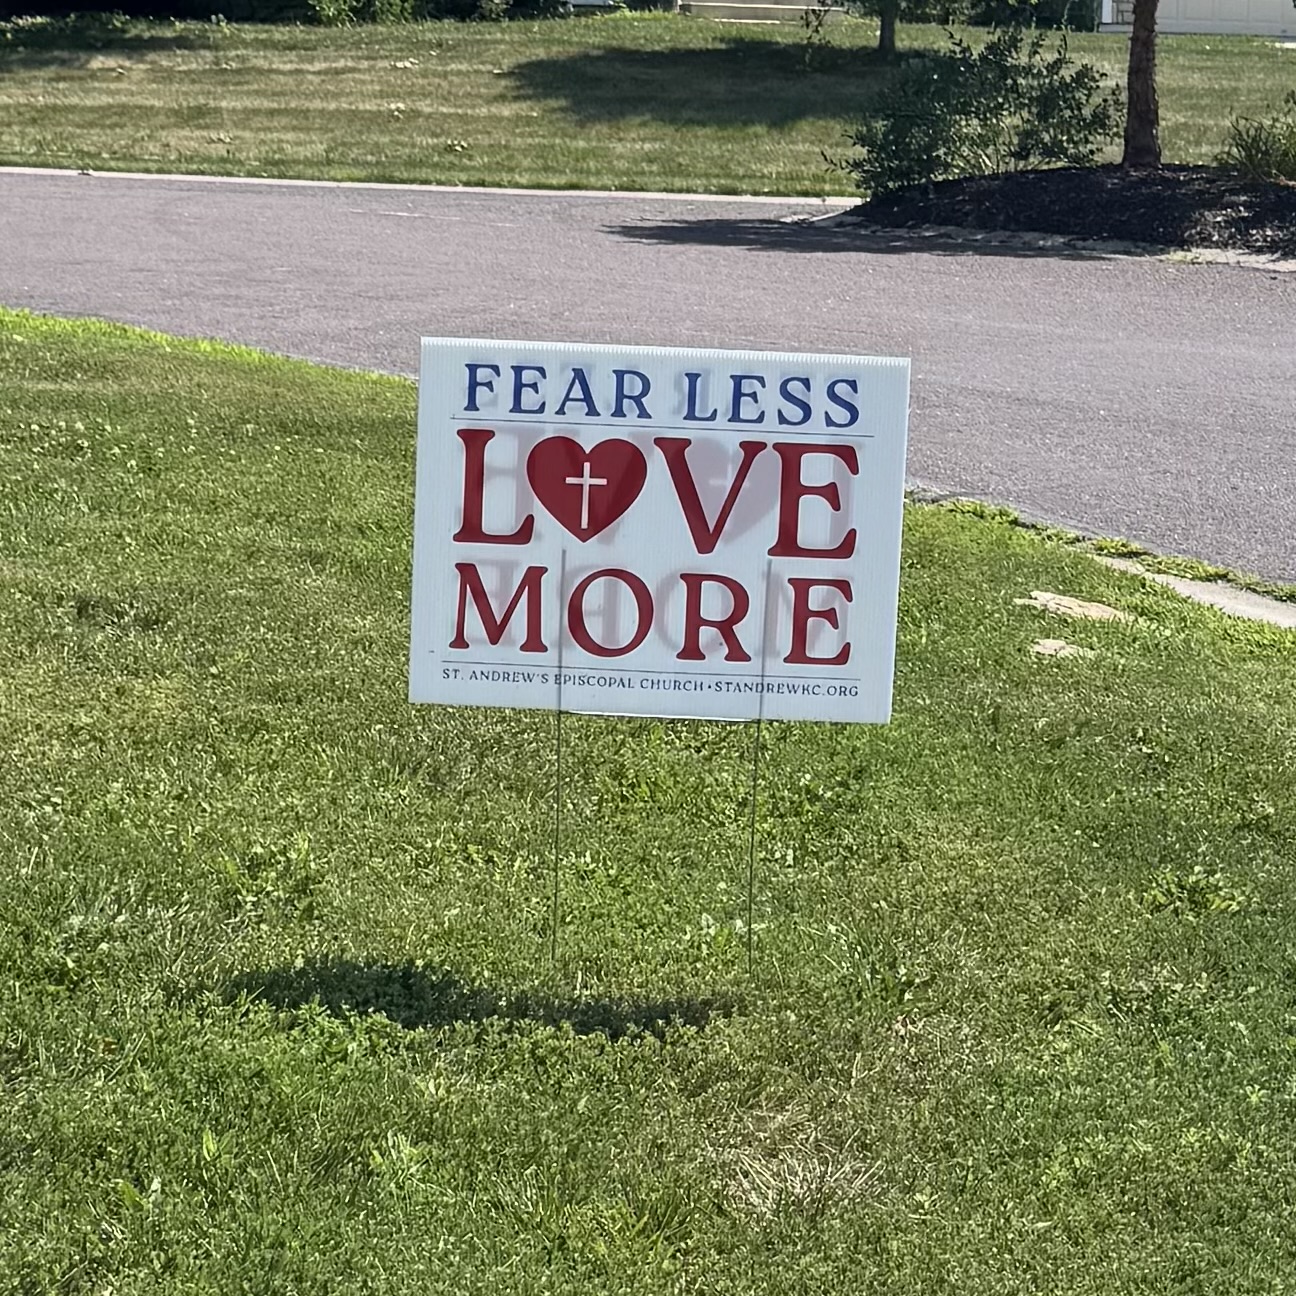 FEAR LESS
LOVE
MORE
ST. ANDREW'S EPISCOPAL CHURCH • STANDREWKC.ORG